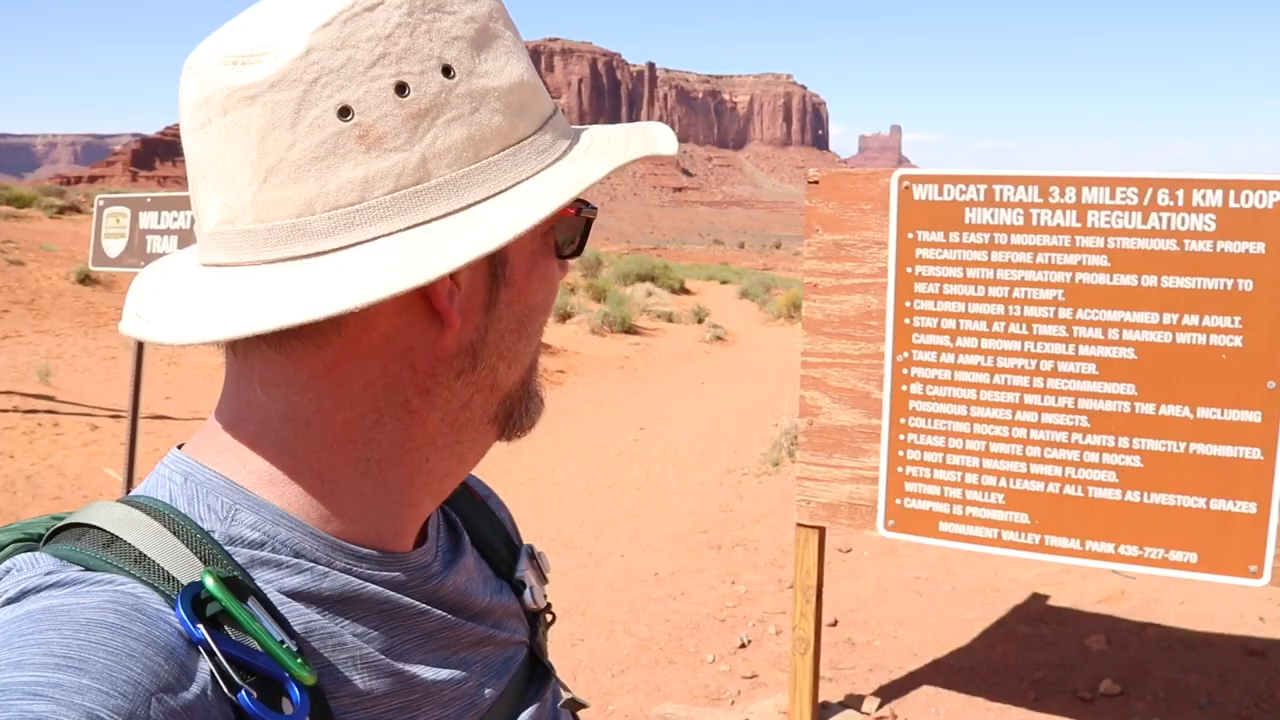 WILDCAT
TRAIL
WILDCAT TRAIL 3.8 MILES / 6.1 KM LOOP
HIKING TRAIL REGULATIONS
• TRAIL IS EASY TO MODERATE THEN STRENUOUS. TAKE PROPER
PRECAUTIONS BEFORE ATTEMPTING.
• PERSONS WITH RESPIRATORY PROBLEMS OR SENSITIVITY TO
HEAT SHOULD NOT ATTEMPT.
• CHILDREN UNDER 13 MUST BE ACCOMPANIED BY AN ADULT.
• STAY ON TRAIL AT ALL TIMES. TRAIL IS MARKED WITH ROCK
CAIRNS, AND BROWN FLEXIBLE MARKERS.
• TAKE AN AMPLE SUPPLY OF WATER.
• PROPER HIKING ATTIRE IS RECOMMENDED.
• BE CAUTIOUS DESERT WILDLIFE INHABITS THE AREA, INCLUDING
POISONOUS SNAKES AND INSECTS.
• COLLECTING ROCKS OR NATIVE PLANTS IS STRICTLY PROHIBITED.
• PLEASE DO NOT WRITE OR CARVE ON ROCKS.
• DO NOT ENTER WASHES WHEN FLOODED.
• PETS MUST BE ON A LEASH AT ALL TIMES AS LIVESTOCK GRAZES
WITHIN THE VALLEY.
• CAMPING IS PROHIBITED.
MONUMENT VALLEY TRIBAL PARK 435-727-5870